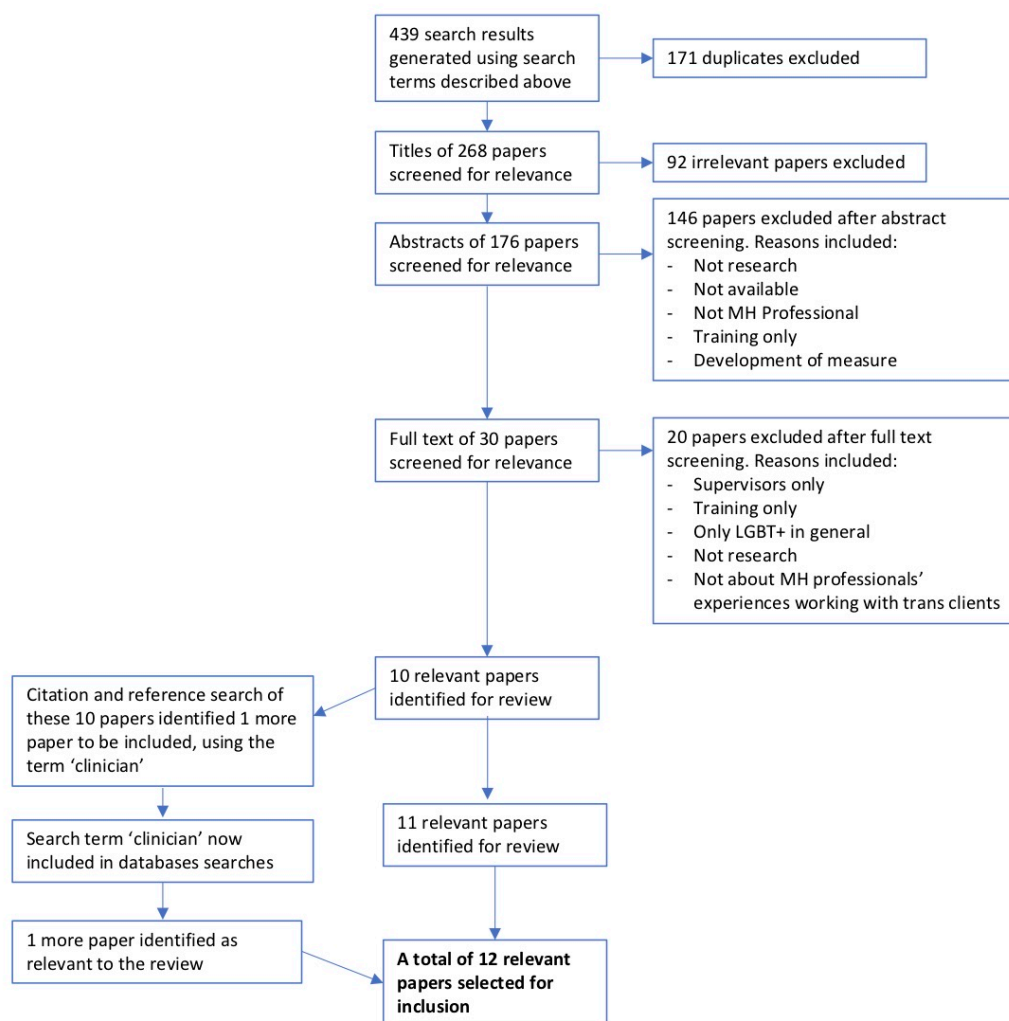 439 search results
generated using search
terms described above
171 duplicates excluded
Titles of 268 papers
screened for relevance
92 irrelevant papers excluded
Abstracts of 176 papers
screened for relevance
146 papers excluded after abstract
screening. Reasons included:
- Not research
- Not available
- Not MH Professional
- Training only
- Development of measure
Full text of 30 papers
screened for relevance
20 papers excluded after full text
screening. Reasons included:
- Supervisors only
- Training only
- Only LGBT+ in general
- Not research
- Not about MH professionals’
experiences working with trans clients
10 relevant papers
identified for review
Citation and reference search of
these 10 papers identified 1 more
paper to be included, using the
term ‘clinician’
11 relevant papers
identified for review
Search term ‘clinician’ now
included in databases searches
1 more paper identified as
relevant to the review
A total of 12 relevant
papers selected for
inclusion